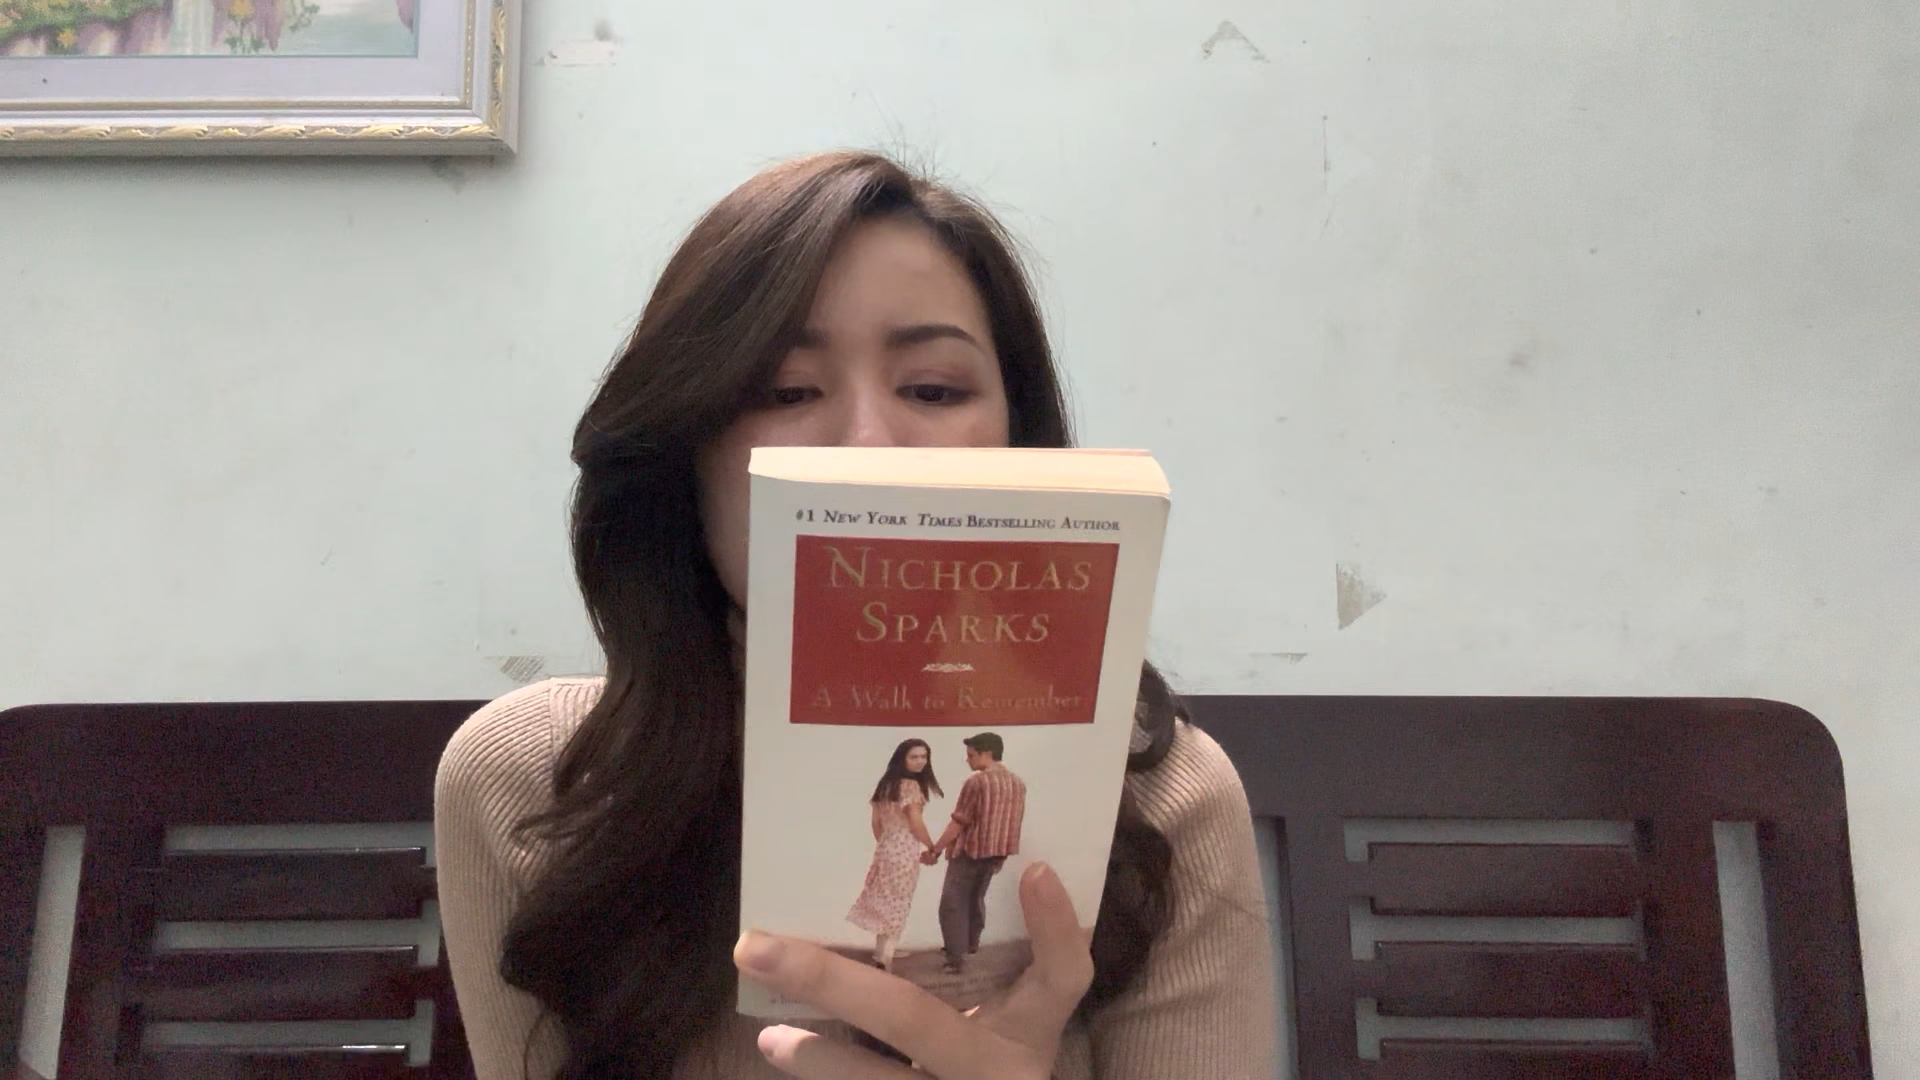 #1 NEW YORK TIMES BESTSELLING AUTHOR
NICHOLAS
SPARKS
A Walk to Remember